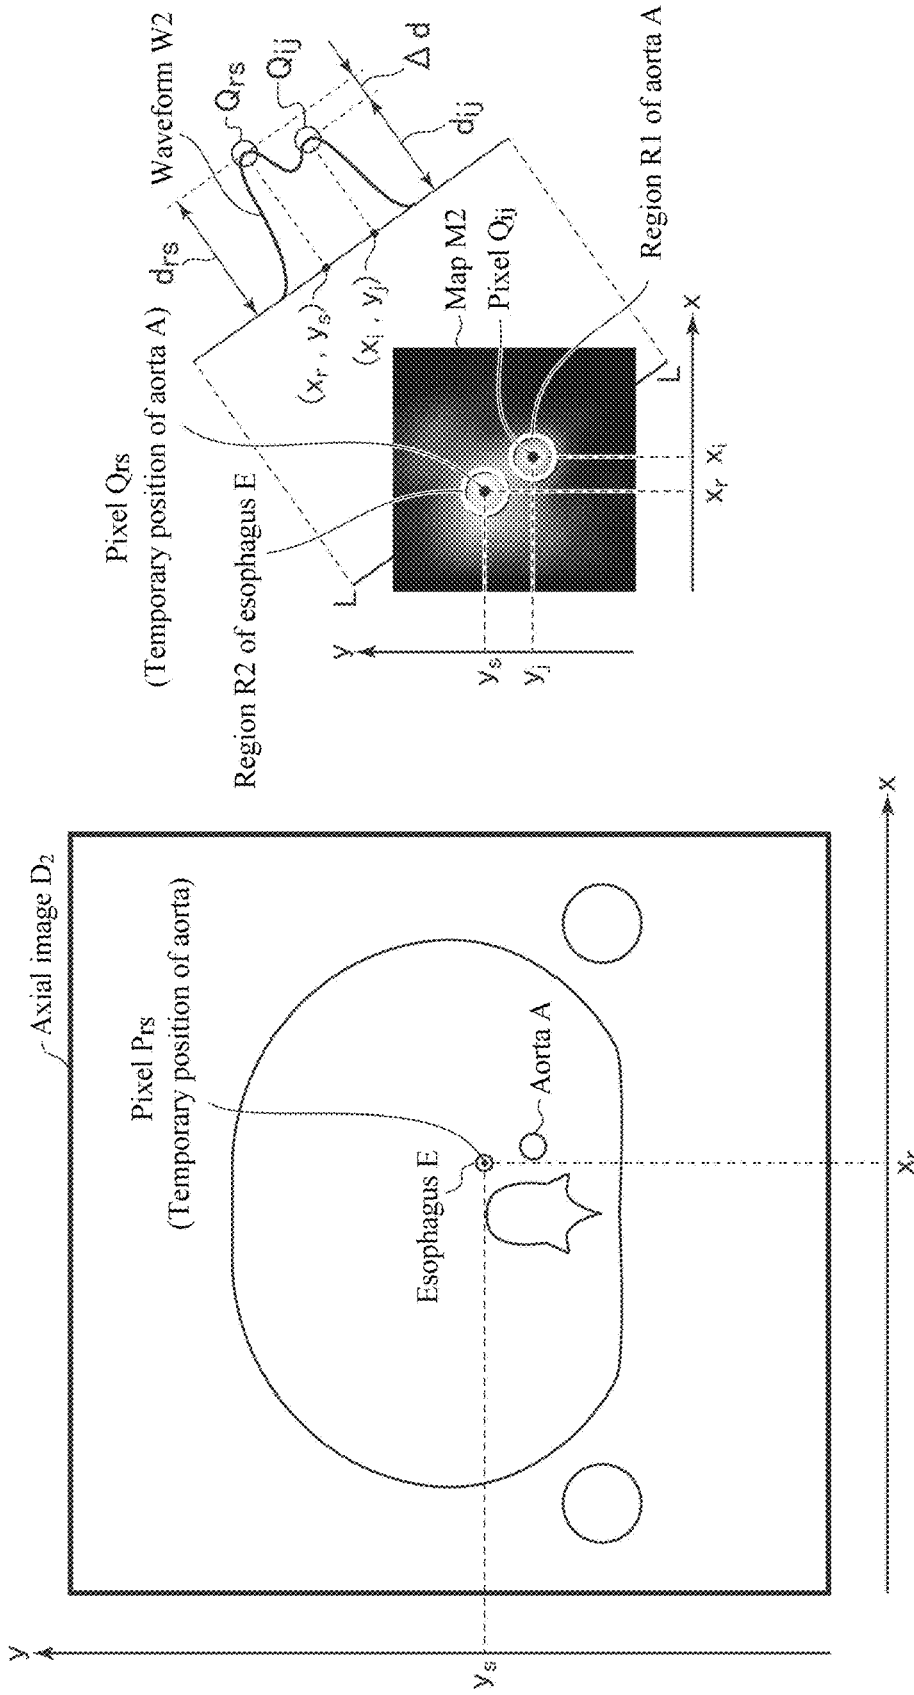 Axial image D2
Pixel Prs
(Temporary position of aorta)
Esophagus E
Aorta A
y
ys
x
xr
Pixel Qrs
(Temporary position of aorta A)
Region R2 of esophagus E
drs
Waveform W2
Qrs
Qij
Δd
dij
(xr , ys)
(xi , yj)
Map M2
Pixel Qij
Region R1 of aorta A
L
L
y
ys
yj
x
xr xi